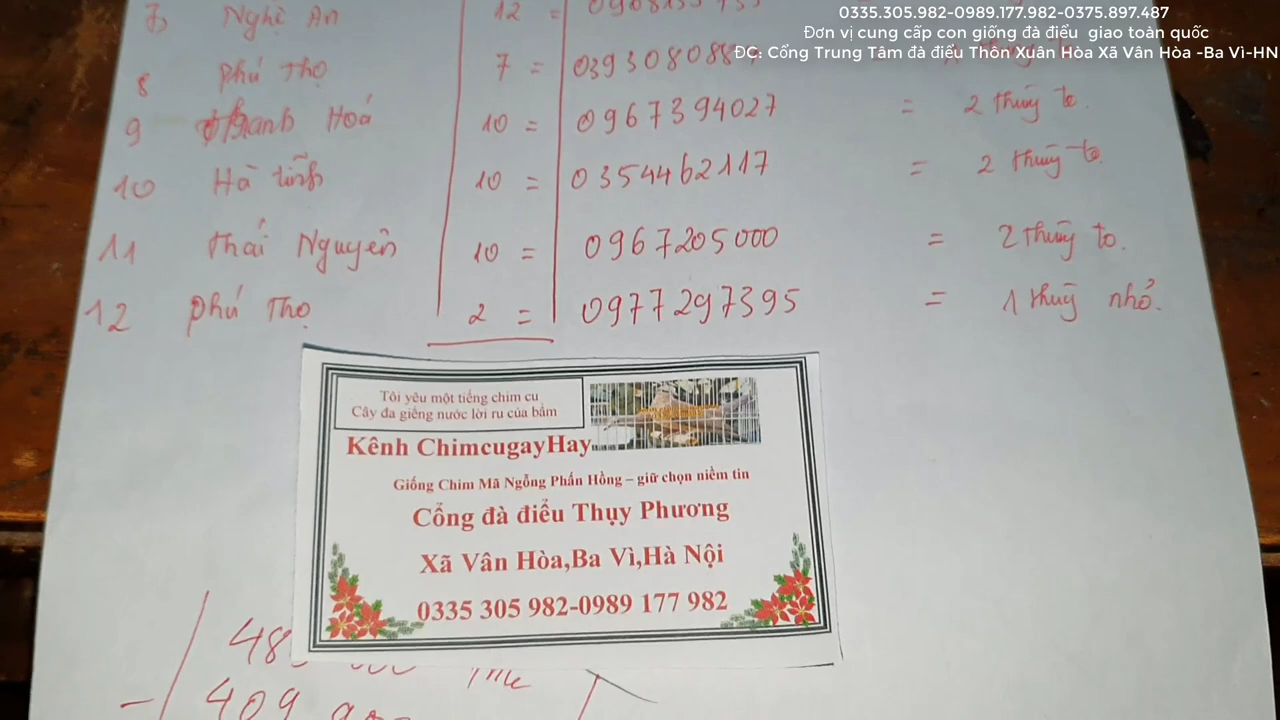 0335.305.982-0989.177.982-0375.897.487
Đơn vị cung cấp con giống đà điểu giao toàn quốc
ĐC: Cổng Trung Tâm đà điểu Thôn Xuân Hòa Xã Vân Hòa -Ba Vì-HN
7 Nghệ An 12 =
8 Phú Thọ 7 = 039308088
9 Thanh Hoá 10 = 0967394027 = 2 thùng to.
10 Hà tĩnh 10 = 0354462117 = 2 thùng to.
11 Thái Nguyên 10 = 0967205000 = 2 thùng to.
12 Phú Thọ 2 = 0977297395 = 1 thùng nhỏ.
Tôi yêu một tiếng chim cu
Cây đa giếng nước lời ru của bầm
Kênh ChimcugayHay
Giống Chim Mã Ngỗng Phấn Hồng – giữ chọn niềm tin
Cổng đà điểu Thụy Phương
Xã Vân Hòa,Ba Vì,Hà Nội
0335 305 982-0989 177 982
- 409